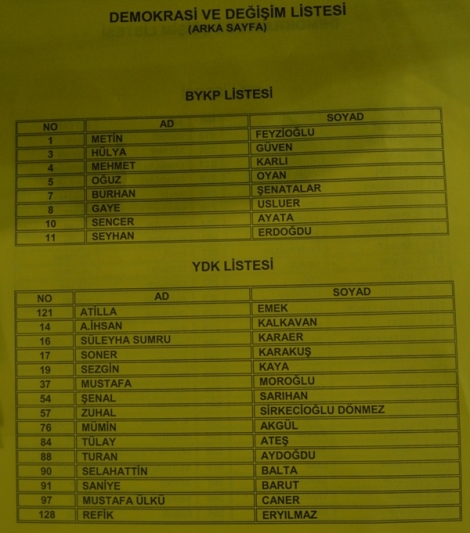 DEMOKRASİ VE DEĞİŞİM LİSTESİ
(ARKA SAYFA)
BYKP LİSTESİ
NO AD SOYAD
1 METİN FEYZİOĞLU
3 HÜLYA GÜVEN
4 MEHMET KARLI
5 OĞUZ OYAN
7 BURHAN ŞENATALAR
8 GAYE USLUER
10 SENCER AYATA
11 SEYHAN ERDOĞDU
YDK LİSTESİ
NO AD SOYAD
121 ATİLLA EMEK
14 A.İHSAN KALKAVAN
16 SÜLEYHA SUMRU KARAER
17 SONER KARAKUŞ
19 SEZGİN KAYA
37 MUSTAFA MOROĞLU
54 ŞENAL SARIHAN
57 ZUHAL SİRKECİOĞLU DÖNMEZ
76 MÜMİN AKGÜL
84 TÜLAY ATEŞ
88 TURAN AYDOĞDU
90 SELAHATTİN BALTA
91 SANİYE BARUT
97 MUSTAFA ÜLKÜ CANER
128 REFİK ERYILMAZ